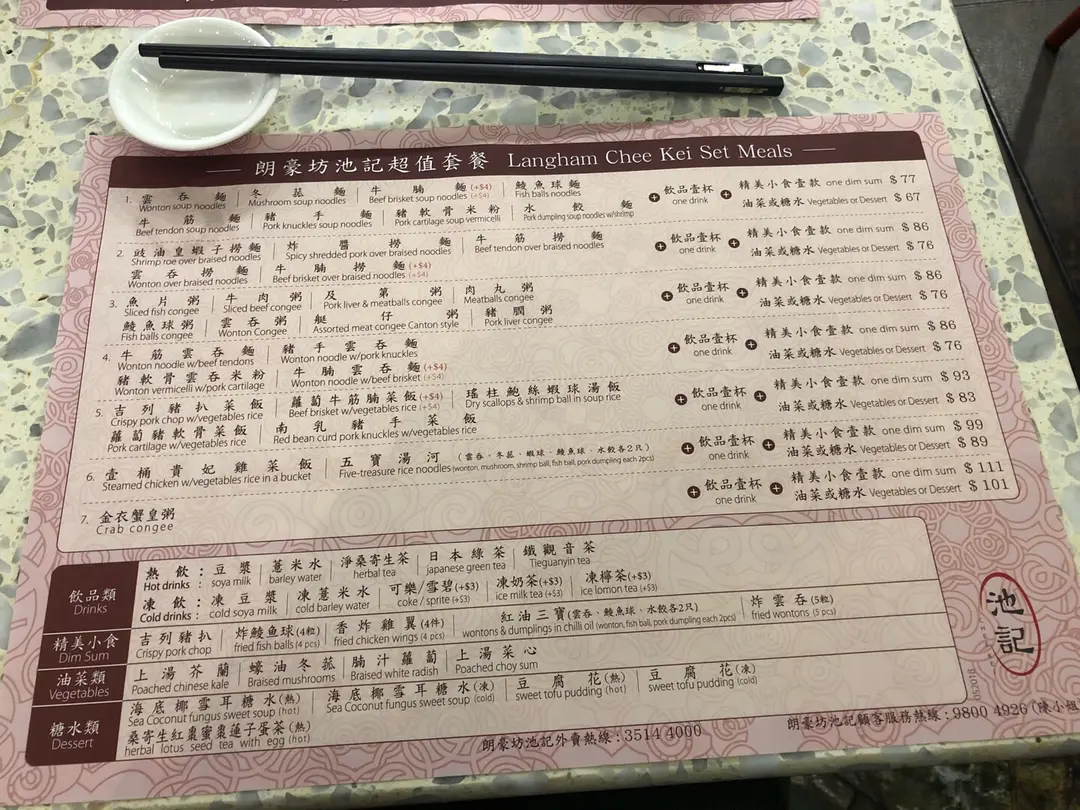 朗豪坊池記超值套餐 Langham Chee Kei Set Meals
1. 雲吞麵 冬菇麵 牛腩麵(+$4) 鯪魚球麵
Wonton soup noodles Mushroom soup noodles Beef brisket soup noodles (+$4) Fish balls noodles
牛筋麵 豬手麵 豬軟骨米粉 水餃麵
Beef tendon soup noodles Pork knuckles soup noodles Pork cartilage soup vermicelli Pork dumpling soup noodles w/shrimp
飲品壹杯 one drink 精美小食壹款 one dim sum $77
油菜或糖水 Vegetables or Dessert $67
2. 豉油皇蝦子撈麵 炸醬撈麵 牛筋撈麵
Shrimp roe over braised noodles Spicy shredded pork over braised noodles Beef tendon over braised noodles
雲吞撈麵 牛腩撈麵(+$4)
Wonton over braised noodles Beef brisket over braised noodles (+$4)
飲品壹杯 one drink 精美小食壹款 one dim sum $86
油菜或糖水 Vegetables or Dessert $76
3. 魚片粥 牛肉粥 及第粥 肉丸粥
Sliced fish congee Sliced beef congee Pork liver & meatballs congee Meatballs congee
鯪魚球粥 雲吞粥 艇仔粥 豬膶粥
Fish balls congee Wonton Congee Assorted meat congee Canton style Pork liver congee
飲品壹杯 one drink 精美小食壹款 one dim sum $86
油菜或糖水 Vegetables or Dessert $76
4. 牛筋雲吞麵 豬手雲吞麵
Wonton noodle w/beef tendons Wonton noodle w/pork knuckles
豬軟骨雲吞米粉 牛腩雲吞麵(+$4)
Wonton vermicelli w/pork cartilage Wonton noodle w/beef brisket (+$4)
飲品壹杯 one drink 精美小食壹款 one dim sum $86
油菜或糖水 Vegetables or Dessert $76
5. 吉列豬扒菜飯 蘿蔔牛筋腩菜飯(+$4) 瑤柱鮑絲蝦球湯飯
Crispy pork chop w/vegetables rice Beef brisket w/vegetables rice (+$4) Dry scallops & shrimp ball in soup rice
蘿蔔豬軟骨菜飯 南乳豬手菜飯
Pork cartilage w/vegetables rice Red bean curd pork knuckles w/vegetables rice
飲品壹杯 one drink 精美小食壹款 one dim sum $93
油菜或糖水 Vegetables or Dessert $83
6. 壹桶貴妃雞菜飯 五寶湯河(雲吞、冬菇、蝦球、鯪魚球、水餃各2只)
Steamed chicken w/vegetables rice in a bucket Five-treasure rice noodles (wonton, mushroom, shrimp ball, fish ball, pork dumpling each 2pcs)
飲品壹杯 one drink 精美小食壹款 one dim sum $99
油菜或糖水 Vegetables or Dessert $89
7. 金衣蟹皇粥
Crab congee
飲品壹杯 one drink 精美小食壹款 one dim sum $111
油菜或糖水 Vegetables or Dessert $101
飲品類
Drinks
熱飲: 豆漿 薏米水 淨桑寄生茶 日本綠茶 鐵觀音茶
Hot drinks: soya milk barley water herbal tea japanese green tea Tieguanyin tea
凍飲: 凍豆漿 凍薏米水 可樂/雪碧(+$3) 凍奶茶(+$3) 凍檸茶(+$3)
Cold drinks: cold soya milk cold barley water coke / sprite (+$3) ice milk tea (+$3) ice lomon tea (+$3)
精美小食
Dim Sum
吉列豬扒 炸鯪魚球(4粒) 香炸雞翼(4件) 紅油三寶(雲吞、鯪魚球、水餃各2只) 炸雲吞(5粒)
Crispy pork chop fried fish balls (4 pcs) fried chicken wings (4 pcs) wontons & dumplings in chilli oil (wonton, fish ball, pork dumpling each 2pcs) fried wontons (5 pcs)
油菜類
Vegetables
上湯芥蘭 蠔油冬菇 腩汁蘿蔔 上湯菜心
Poached chinese kale Braised mushrooms Braised white radish Poached choy sum
糖水類
Dessert
海底椰雪耳糖水(熱) 海底椰雪耳糖水(凍) 豆腐花(熱) 豆腐花(凍)
Sea Coconut fungus sweet soup (hot) Sea Coconut fungus sweet soup (cold) sweet tofu pudding (hot) sweet tofu pudding (cold)
桑寄生紅棗蜜棗蓮子蛋茶(熱)
herbal lotus seed tea with egg (hot)
池記
05/2018
朗豪坊池記外賣熱線:3514 4000
朗豪坊池記顧客服務熱線:9800 4926 (陳小姐